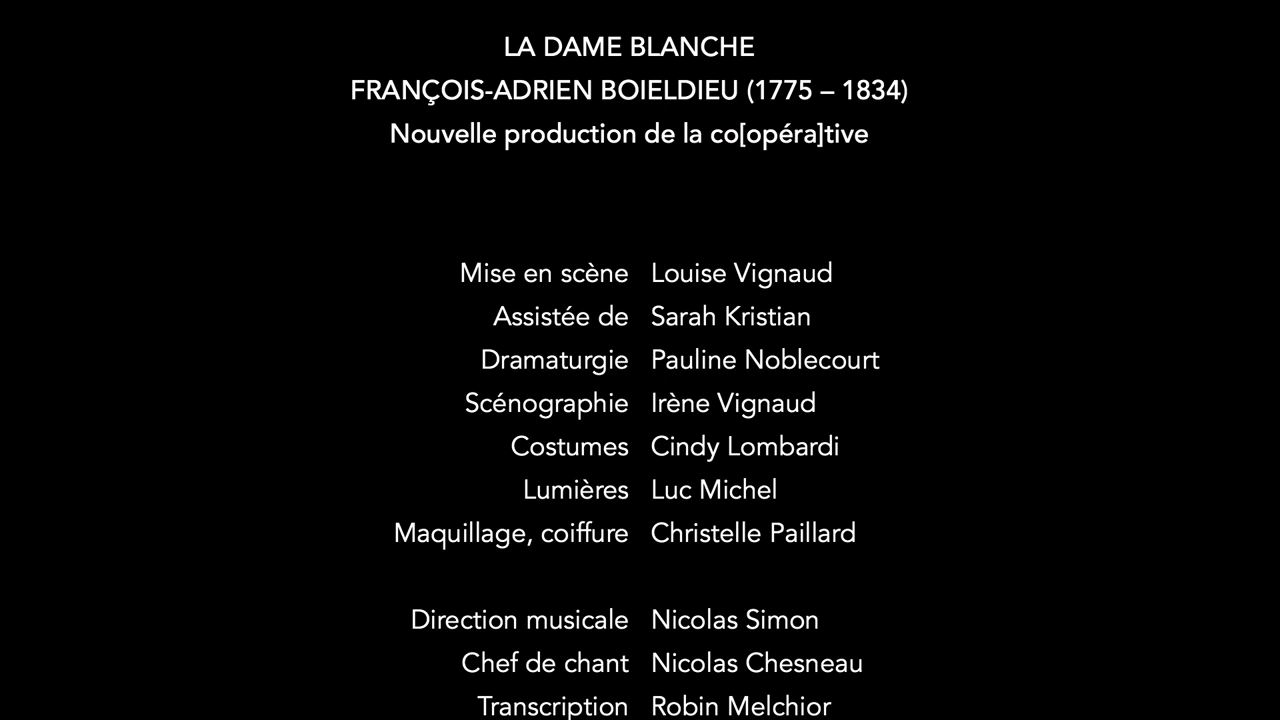 LA DAME BLANCHE
FRANÇOIS-ADRIEN BOIELDIEU (1775 – 1834)
Nouvelle production de la co[opéra]tive
Mise en scène Louise Vignaud
Assistée de Sarah Kristian
Dramaturgie Pauline Noblecourt
Scénographie Irène Vignaud
Costumes Cindy Lombardi
Lumières Luc Michel
Maquillage, coiffure Christelle Paillard
Direction musicale Nicolas Simon
Chef de chant Nicolas Chesneau
Transcription Robin Melchior